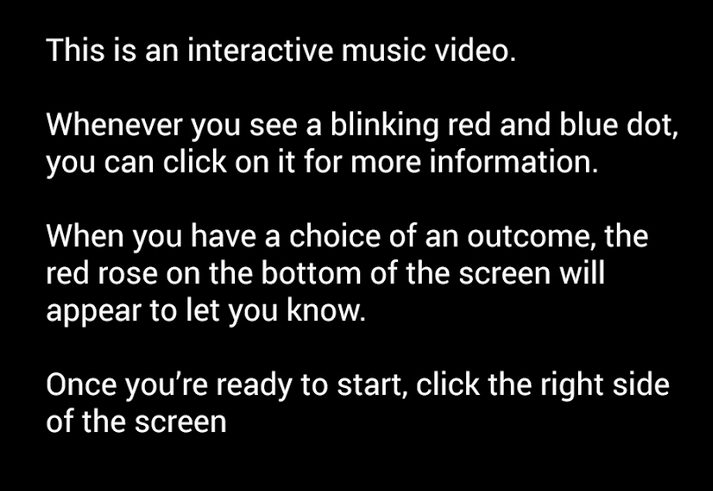 This is an interactive music video.
Whenever you see a blinking red and blue dot,
you can click on it for more information.
When you have a choice of an outcome, the
red rose on the bottom of the screen will
appear to let you know.
Once you’re ready to start, click the right side
of the screen